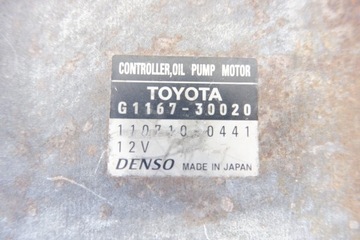 CONTROLLER,OIL PUMP MOTOR
TOYOTA
G1167-30020
110710-0441
12V
DENSO MADE IN JAPAN